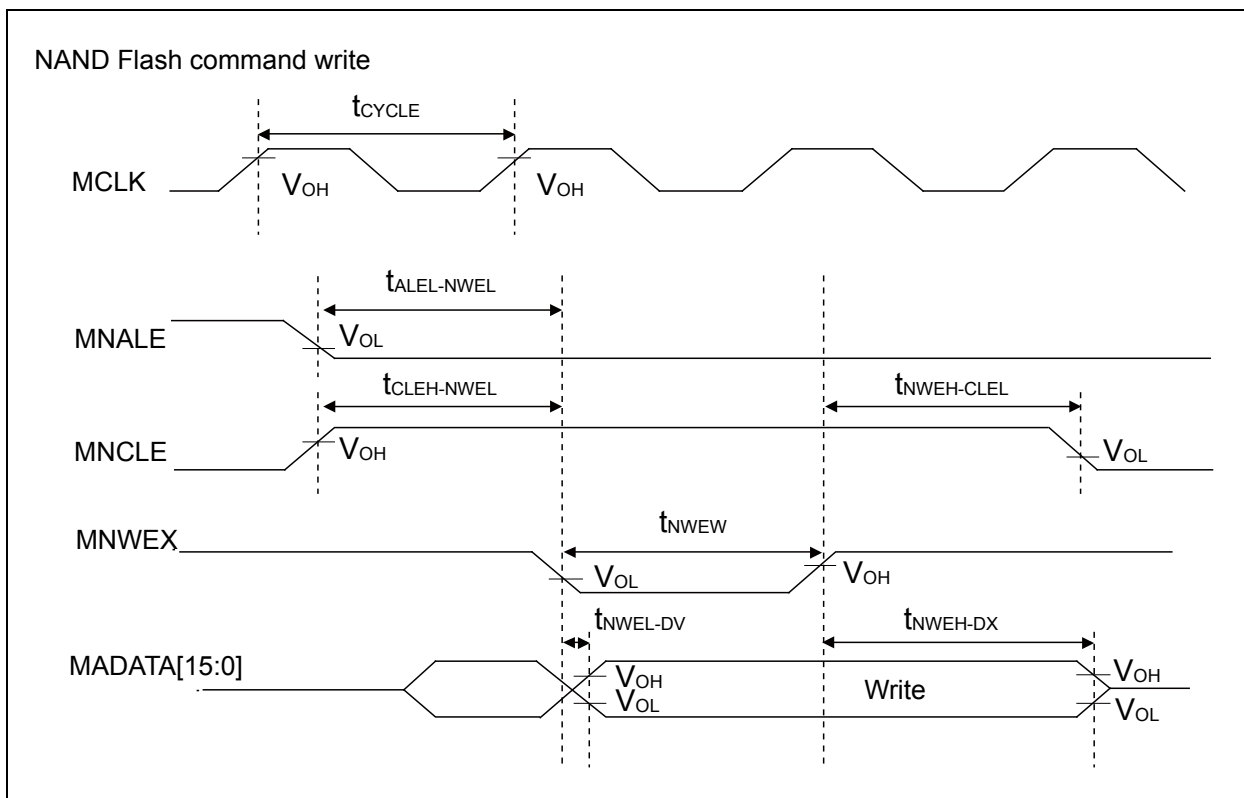 NAND Flash command write
tCYCLE
MCLK
VOH
VOH
tALEL-NWEL
MNALE
VOL
tCLEH-NWEL
tNWEH-CLEL
MNCLE
VOH
VOL
tNWEW
MNWEX
VOL
VOH
tNWEL-DV
tNWEH-DX
MADATA[15:0]
VOH
Write
VOH
VOL
VOL